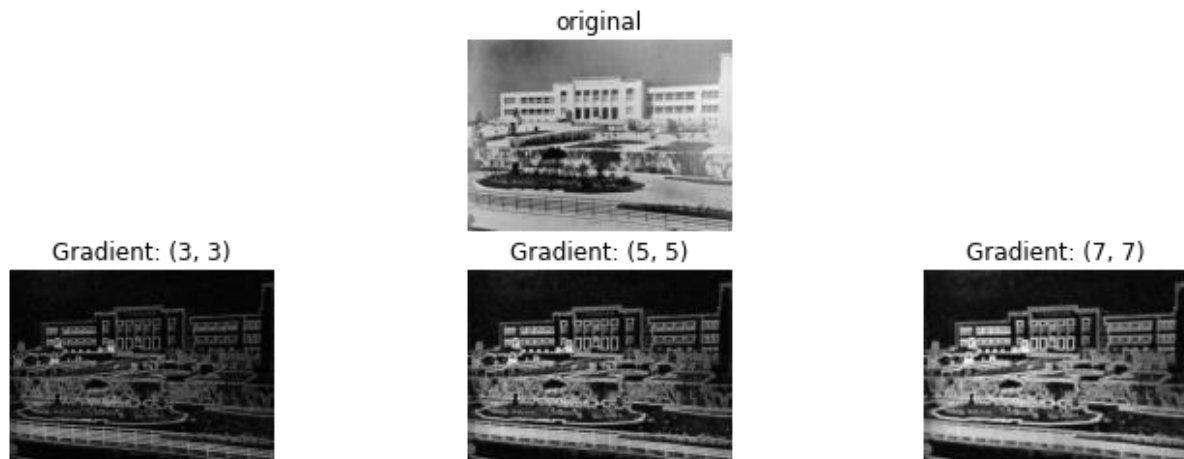 original
Gradient: (3, 3)
Gradient: (5, 5)
Gradient: (7, 7)